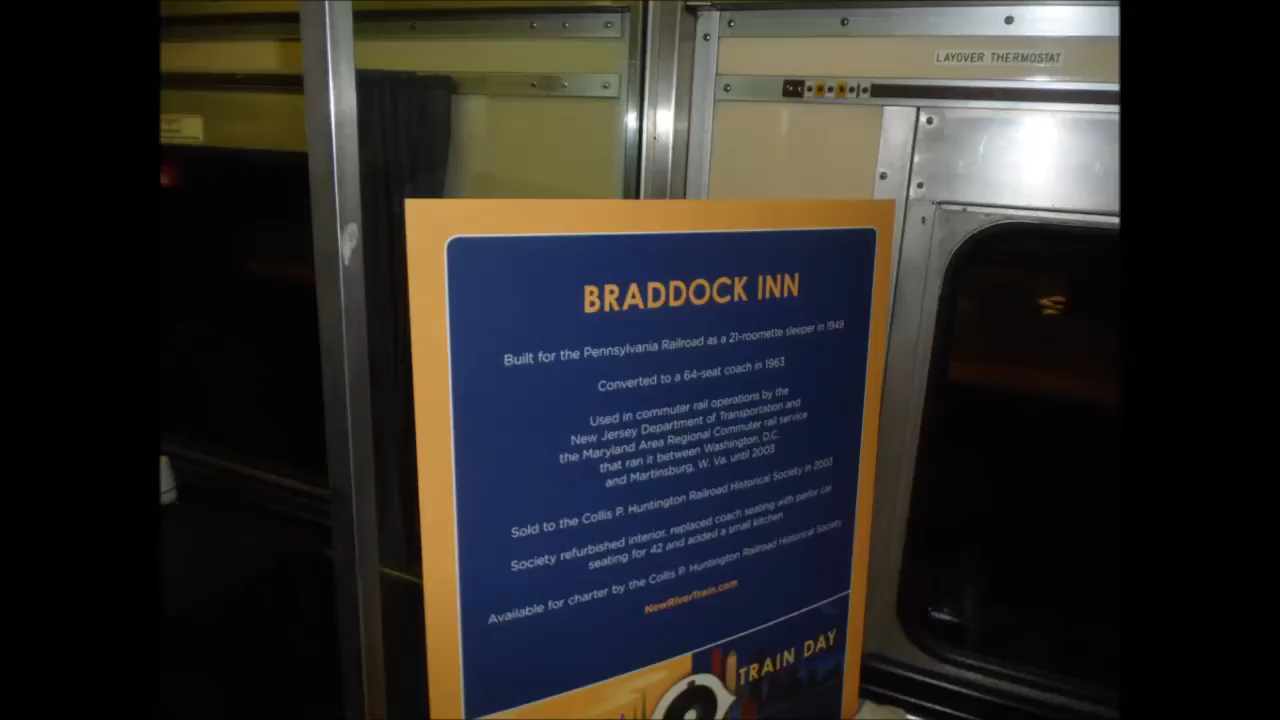 LAYOVER THERMOSTAT
BRADDOCK INN
Built for the Pennsylvania Railroad as a 21-roomette sleeper in 1949
Converted to a 64-seat coach in 1963
Used in commuter rail operations by the
New Jersey Department of Transportation and
the Maryland Area Regional Commuter rail service
that ran it between Washington, D.C.
and Martinsburg, W. Va. until 2003
Sold to the Collis P. Huntington Railroad Historical Society in 2003
Society refurbished interior, replaced coach seating with parlor car
seating for 42 and added a small kitchen
Available for charter by the Collis P. Huntington Railroad Historical Society
NewRiverTrain.com
TRAIN DAY